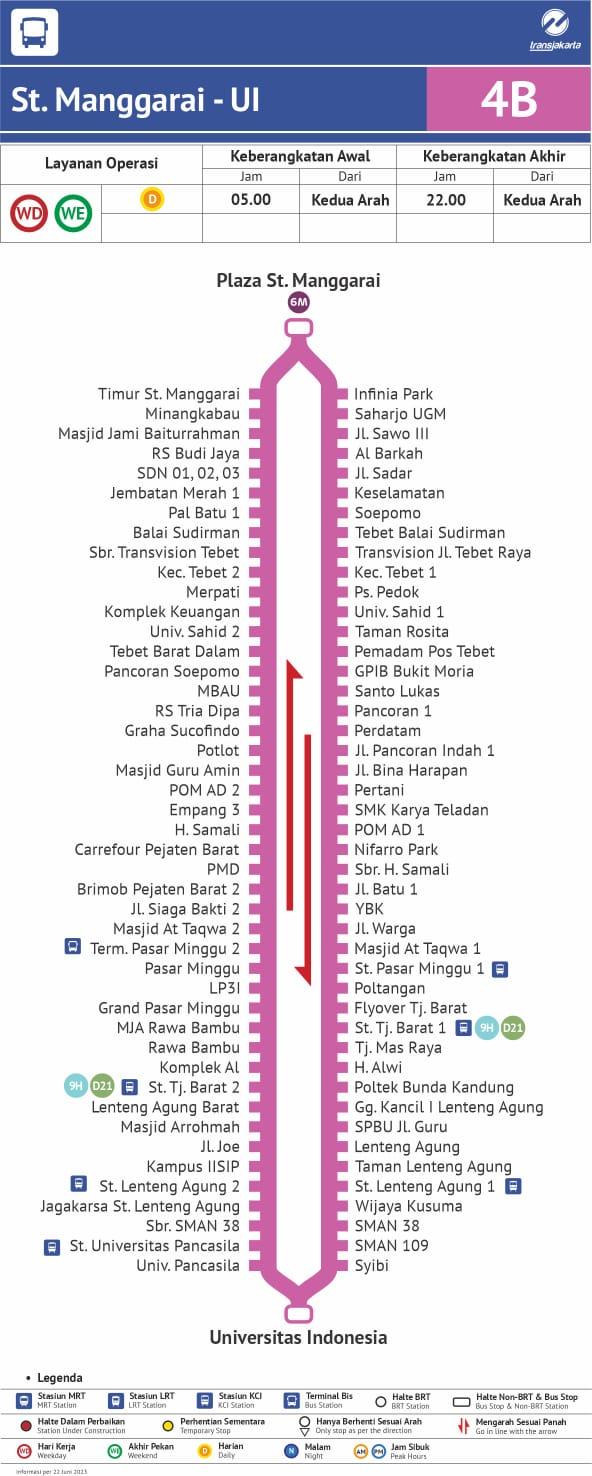 transjakarta
St. Manggarai - UI
4B
Layanan Operasi
Keberangkatan Awal
Keberangkatan Akhir
Jam
Dari
Jam
Dari
WD
WE
D
05.00
Kedua Arah
22.00
Kedua Arah
Plaza St. Manggarai
6M
Timur St. Manggarai
Infinia Park
Minangkabau
Saharjo UGM
Masjid Jami Baiturrahman
Jl. Sawo III
RS Budi Jaya
Al Barkah
SDN 01, 02, 03
Jl. Sadar
Jembatan Merah 1
Keselamatan
Pal Batu 1
Soepomo
Balai Sudirman
Tebet Balai Sudirman
Sbr. Transvision Tebet
Transvision Jl. Tebet Raya
Kec. Tebet 2
Kec. Tebet 1
Merpati
Ps. Pedok
Komplek Keuangan
Univ. Sahid 1
Univ. Sahid 2
Taman Rosita
Tebet Barat Dalam
Pemadam Pos Tebet
Pancoran Soepomo
GPIB Bukit Moria
MBAU
Santo Lukas
RS Tria Dipa
Pancoran 1
Graha Sucofindo
Perdatam
Potlot
Jl. Pancoran Indah 1
Masjid Guru Amin
Jl. Bina Harapan
POM AD 2
Pertani
Empang 3
SMK Karya Teladan
H. Samali
POM AD 1
Carrefour Pejaten Barat
Nifarro Park
PMD
Sbr. H. Samali
Brimob Pejaten Barat 2
Jl. Batu 1
Jl. Siaga Bakti 2
YBK
Masjid At Taqwa 2
Jl. Warga
Term. Pasar Minggu 2
Masjid At Taqwa 1
Pasar Minggu
St. Pasar Minggu 1
LP3I
Poltangan
Grand Pasar Minggu
Flyover Tj. Barat
MJA Rawa Bambu
St. Tj. Barat 1
9H
D21
Rawa Bambu
Tj. Mas Raya
Komplek Al
H. Alwi
9H
D21
St. Tj. Barat 2
Poltek Bunda Kandung
Lenteng Agung Barat
Gg. Kancil I Lenteng Agung
Masjid Arrohmah
SPBU Jl. Guru
Jl. Joe
Lenteng Agung
Kampus IISIP
Taman Lenteng Agung
St. Lenteng Agung 2
St. Lenteng Agung 1
Jagakarsa St. Lenteng Agung
Wijaya Kusuma
Sbr. SMAN 38
SMAN 38
St. Universitas Pancasila
SMAN 109
Univ. Pancasila
Syibi
Universitas Indonesia
• Legenda
Stasiun MRT
MRT Station
Stasiun LRT
LRT Station
Stasiun KCI
KCI Station
Terminal Bis
Bus Station
Halte BRT
BRT Station
Halte Non-BRT & Bus Stop
Bus Stop & Non-BRT Station
Halte Dalam Perbaikan
Station Under Construction
Perhentian Sementara
Temporary Stop
Hanya Berhenti Sesuai Arah
Only stop as per the direction
Mengarah Sesuai Panah
Go in line with the arrow
WD
Hari Kerja
Weekday
WE
Akhir Pekan
Weekend
D
Harian
Daily
N
Malam
Night
AM
PM
Jam Sibuk
Peak Hours
Informasi per 22 Juni 2023